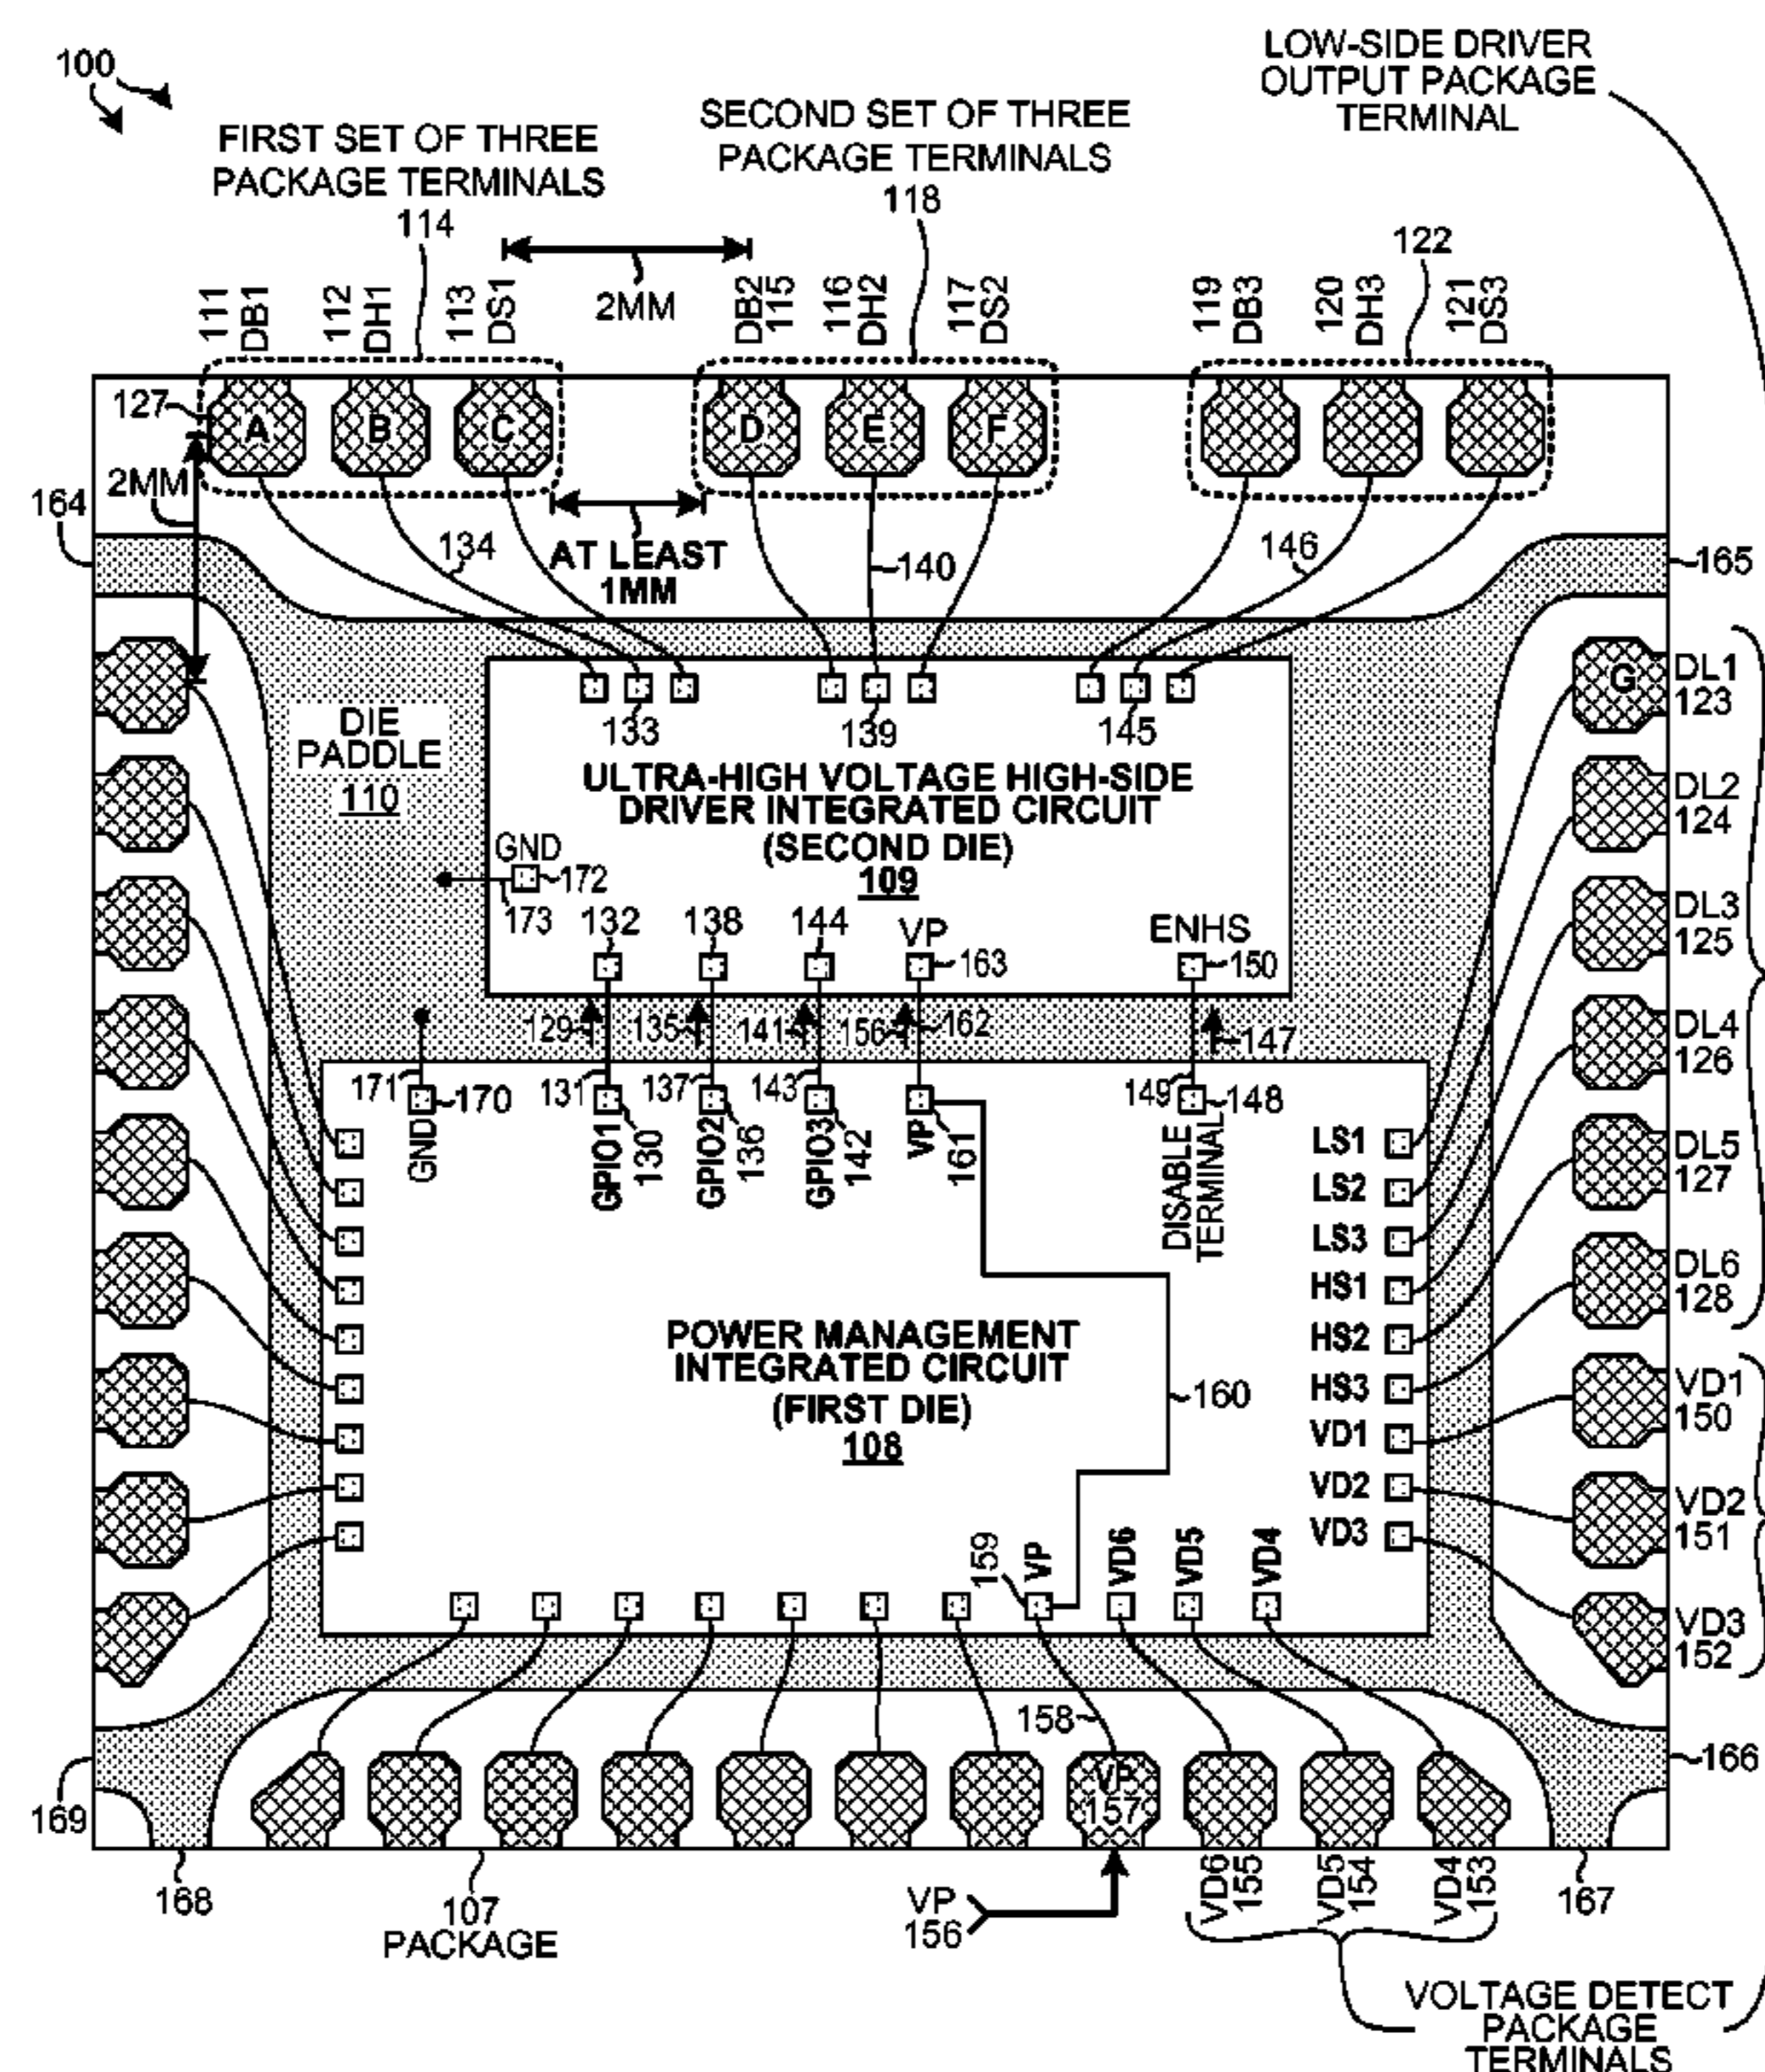 100
LOW-SIDE DRIVER
OUTPUT PACKAGE
TERMINAL
FIRST SET OF THREE
PACKAGE TERMINALS
114
SECOND SET OF THREE
PACKAGE TERMINALS
118
122
2MM
111
DB1
112
DH1
113
DS1
DB2
115
116
DH2
117
DS2
119
DB3
120
DH3
121
DS3
127
A
B
C
D
E
F
2MM
164
134
AT LEAST
1MM
140
146
165
133
139
145
DIE
PADDLE
110
ULTRA-HIGH VOLTAGE HIGH-SIDE
DRIVER INTEGRATED CIRCUIT
(SECOND DIE)
109
GND
172
173
132
138
144
VP
163
ENHS
150
129
135
141
156
162
147
171
170
GND
131
GPIO1
130
137
GPIO2
136
143
GPIO3
142
VP
161
149
148
DISABLE
TERMINAL
G
DL1
123
DL2
124
DL3
125
DL4
126
DL5
127
DL6
128
VD1
150
VD2
151
VD3
152
LS1
LS2
LS3
HS1
HS2
HS3
VD1
VD2
VD3
POWER MANAGEMENT
INTEGRATED CIRCUIT
(FIRST DIE)
108
160
159
VP
VD6
VD5
VD4
158
VP
157
166
169
168
107
PACKAGE
VP
156
VD6
155
VD5
154
VD4
153
167
VOLTAGE DETECT
PACKAGE
TERMINALS